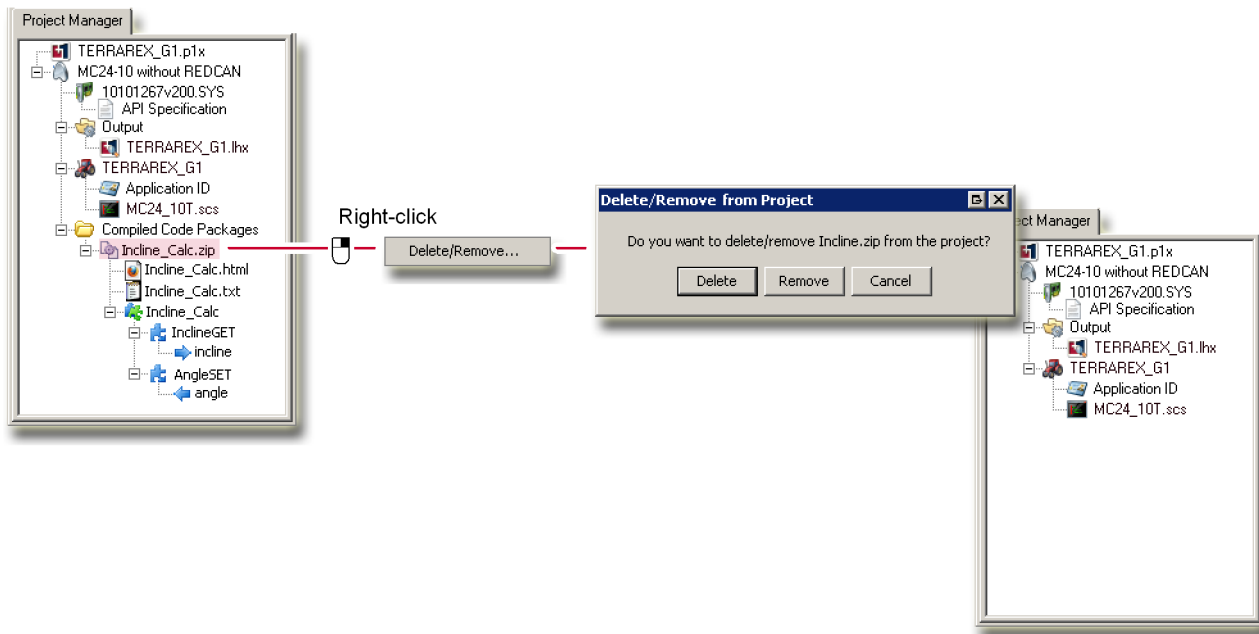 Project Manager
TERRAREX_G1.p1x
MC24-10 without REDCAN
10101267v200.SYS
API Specification
Output
TERRAREX_G1.lhx
TERRAREX_G1
Application ID
MC24_10T.scs
Compiled Code Packages
Incline_Calc.zip
Incline_Calc.html
Incline_Calc.txt
Incline_Calc
InclineGET
incline
AngleSET
angle
Right-click
Delete/Remove...
Delete/Remove from Project
Do you want to delete/remove Incline.zip from the project?
Delete Remove Cancel
ect Manager
TERRAREX_G1.p1x
MC24-10 without REDCAN
10101267v200.SYS
API Specification
Output
TERRAREX_G1.lhx
TERRAREX_G1
Application ID
MC24_10T.scs